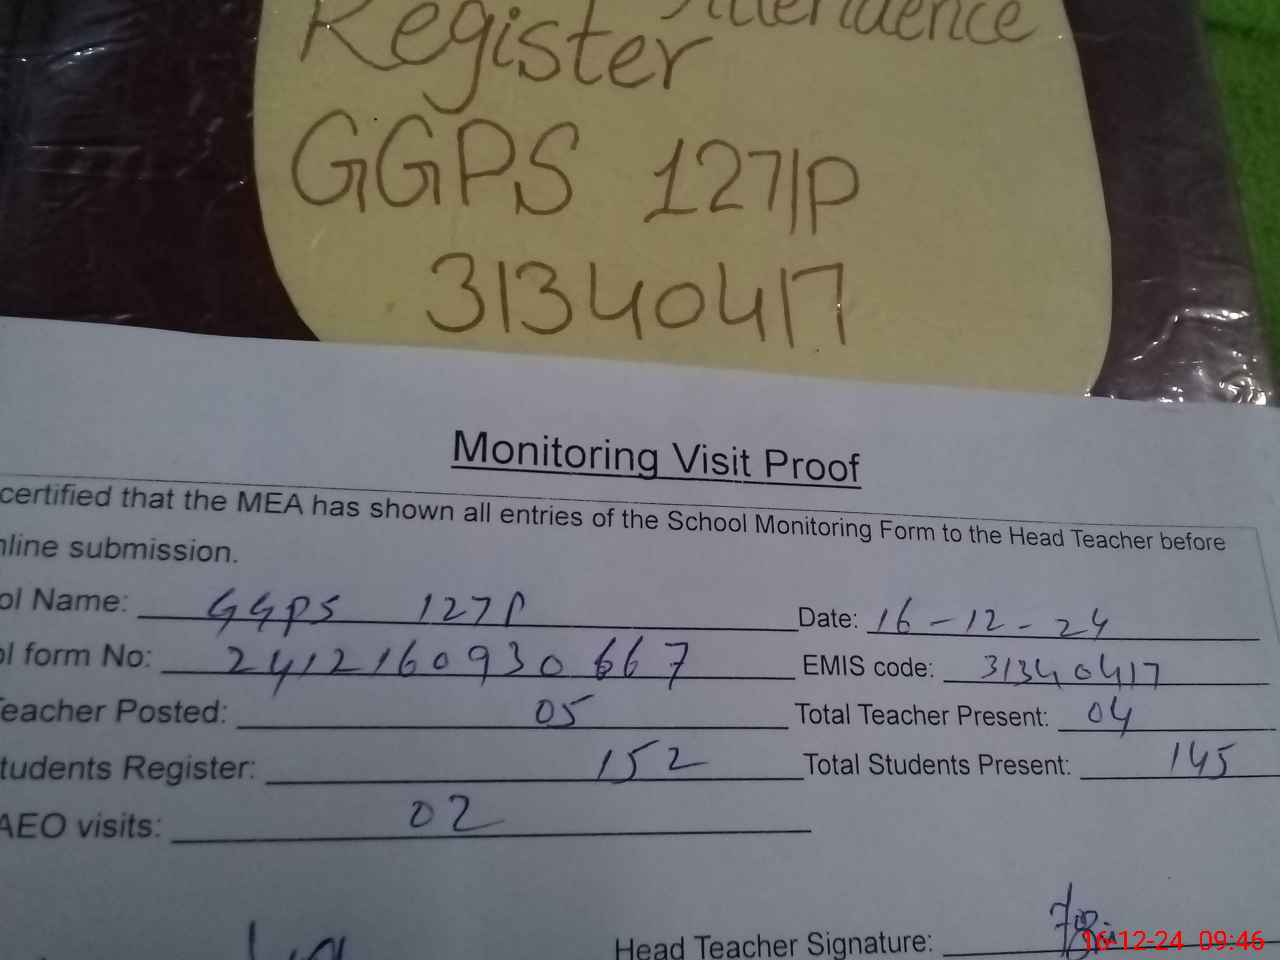 Attendence
Register
GGPS 127/P
31340417
Monitoring Visit Proof
certified that the MEA has shown all entries of the School Monitoring Form to the Head Teacher before
nline submission.
ol Name: GGPS 127P Date: 16-12-24
ol form No: 2412160930667 EMIS code: 31340417
eacher Posted: 05 Total Teacher Present: 04
tudents Register: 152 Total Students Present: 145
AEO visits: 02
Head Teacher Signature:
16-12-24 09:46